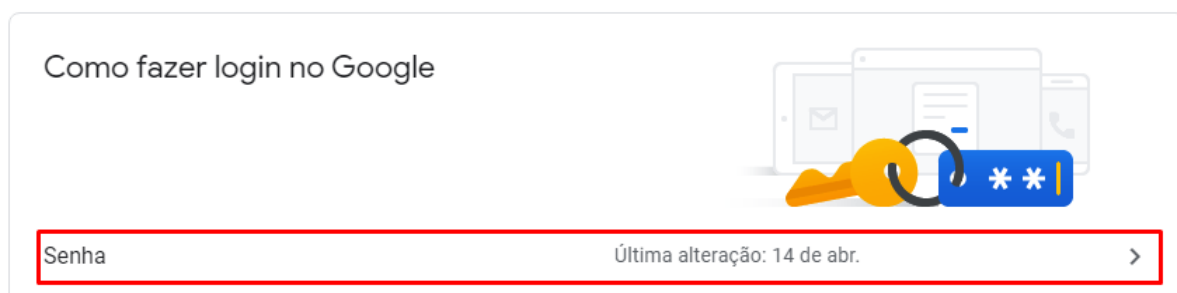 Como fazer login no Google
**
Senha
Última alteração: 14 de abr.